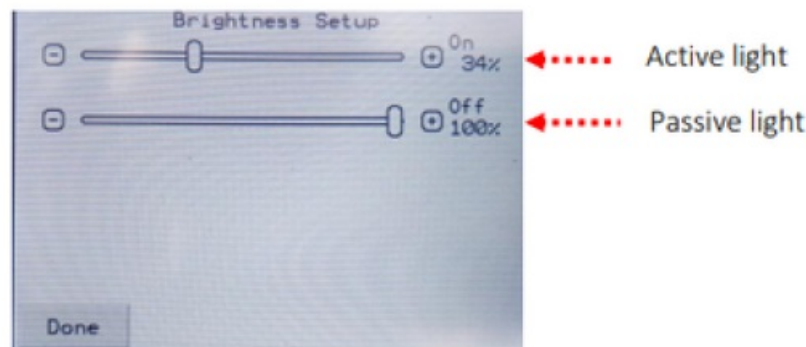 Brightness Setup
On
34%
Active light
Off
100%
Passive light
Done